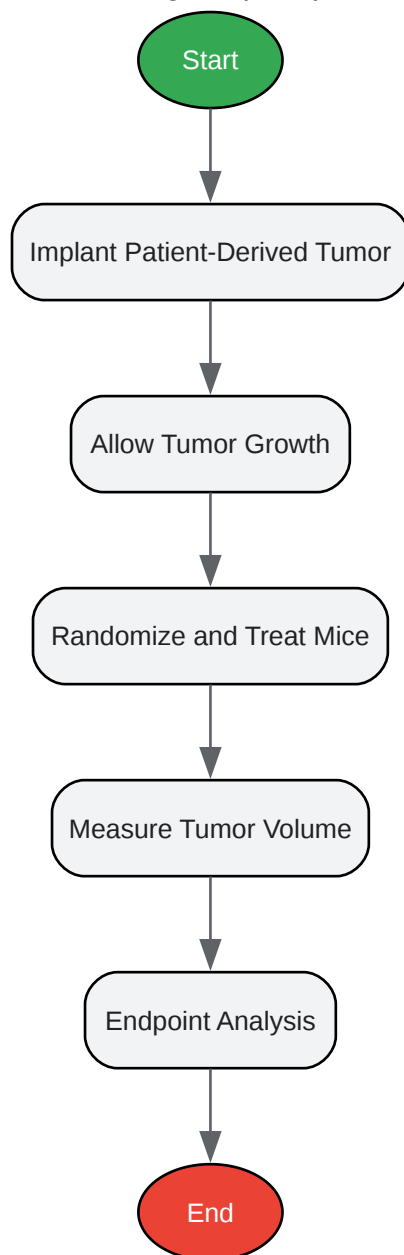 Start
Implant Patient-Derived Tumor
Allow Tumor Growth
Randomize and Treat Mice
Measure Tumor Volume
Endpoint Analysis
End